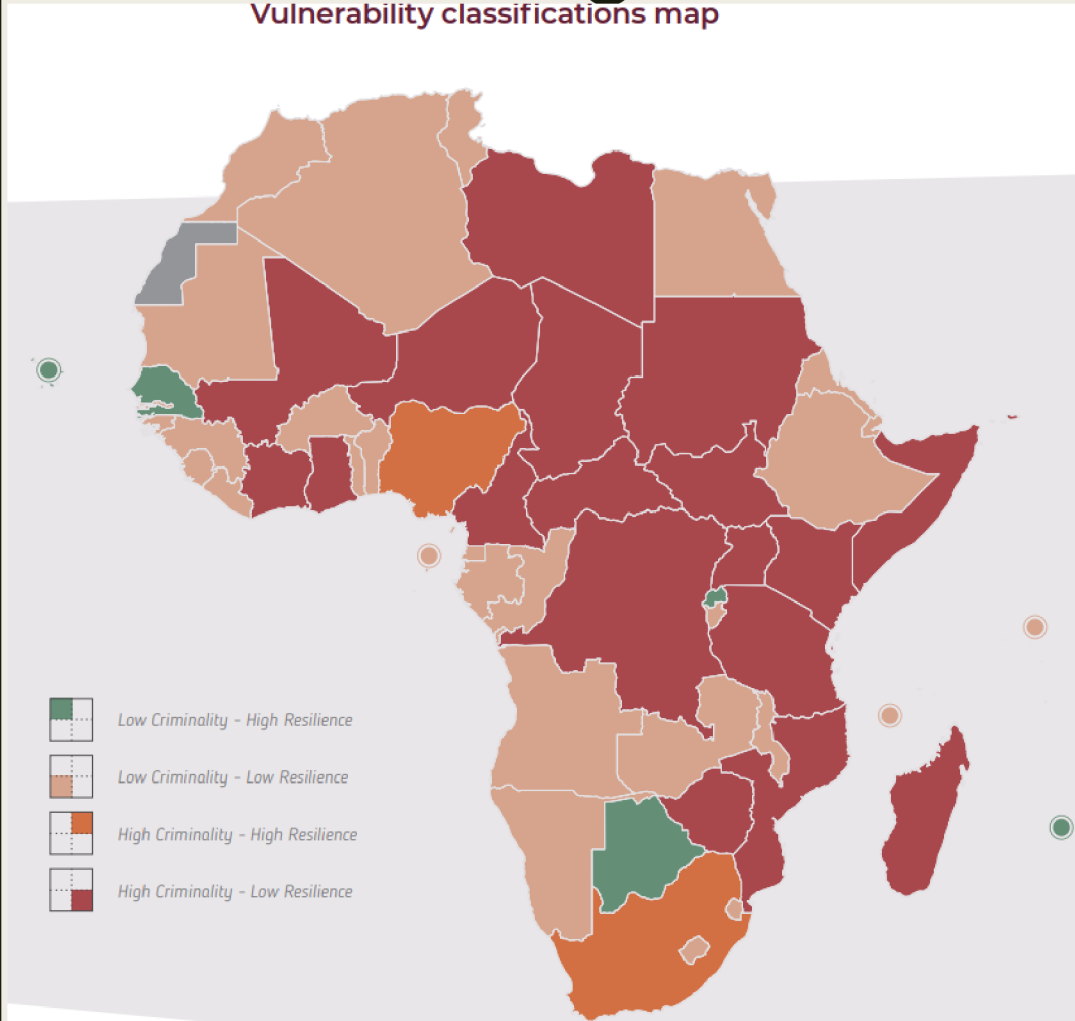 Vulnerability classifications map
Low Criminality - High Resilience
Low Criminality - Low Resilience
High Criminality - High Resilience
High Criminality - Low Resilience